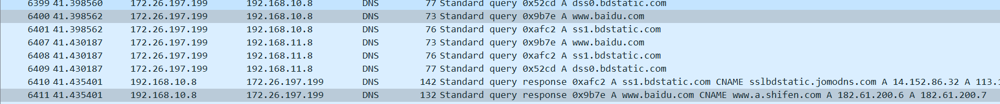 6399 41.398560 172.26.197.199 192.168.10.8 DNS 77 Standard query 0x52cd A dss0.bdstatic.com
6400 41.398562 172.26.197.199 192.168.10.8 DNS 73 Standard query 0x9b7e A www.baidu.com
6401 41.398562 172.26.197.199 192.168.10.8 DNS 76 Standard query 0xafc2 A ss1.bdstatic.com
6407 41.430187 172.26.197.199 192.168.11.8 DNS 73 Standard query 0x9b7e A www.baidu.com
6408 41.430187 172.26.197.199 192.168.11.8 DNS 76 Standard query 0xafc2 A ss1.bdstatic.com
6409 41.430187 172.26.197.199 192.168.11.8 DNS 77 Standard query 0x52cd A dss0.bdstatic.com
6410 41.435401 192.168.10.8 172.26.197.199 DNS 142 Standard query response 0xafc2 A ss1.bdstatic.com CNAME sslbdstatic.jomodns.com A 14.152.86.32 A 113.1
6411 41.435401 192.168.10.8 172.26.197.199 DNS 132 Standard query response 0x9b7e A www.baidu.com CNAME www.a.shifen.com A 182.61.200.6 A 182.61.200.7